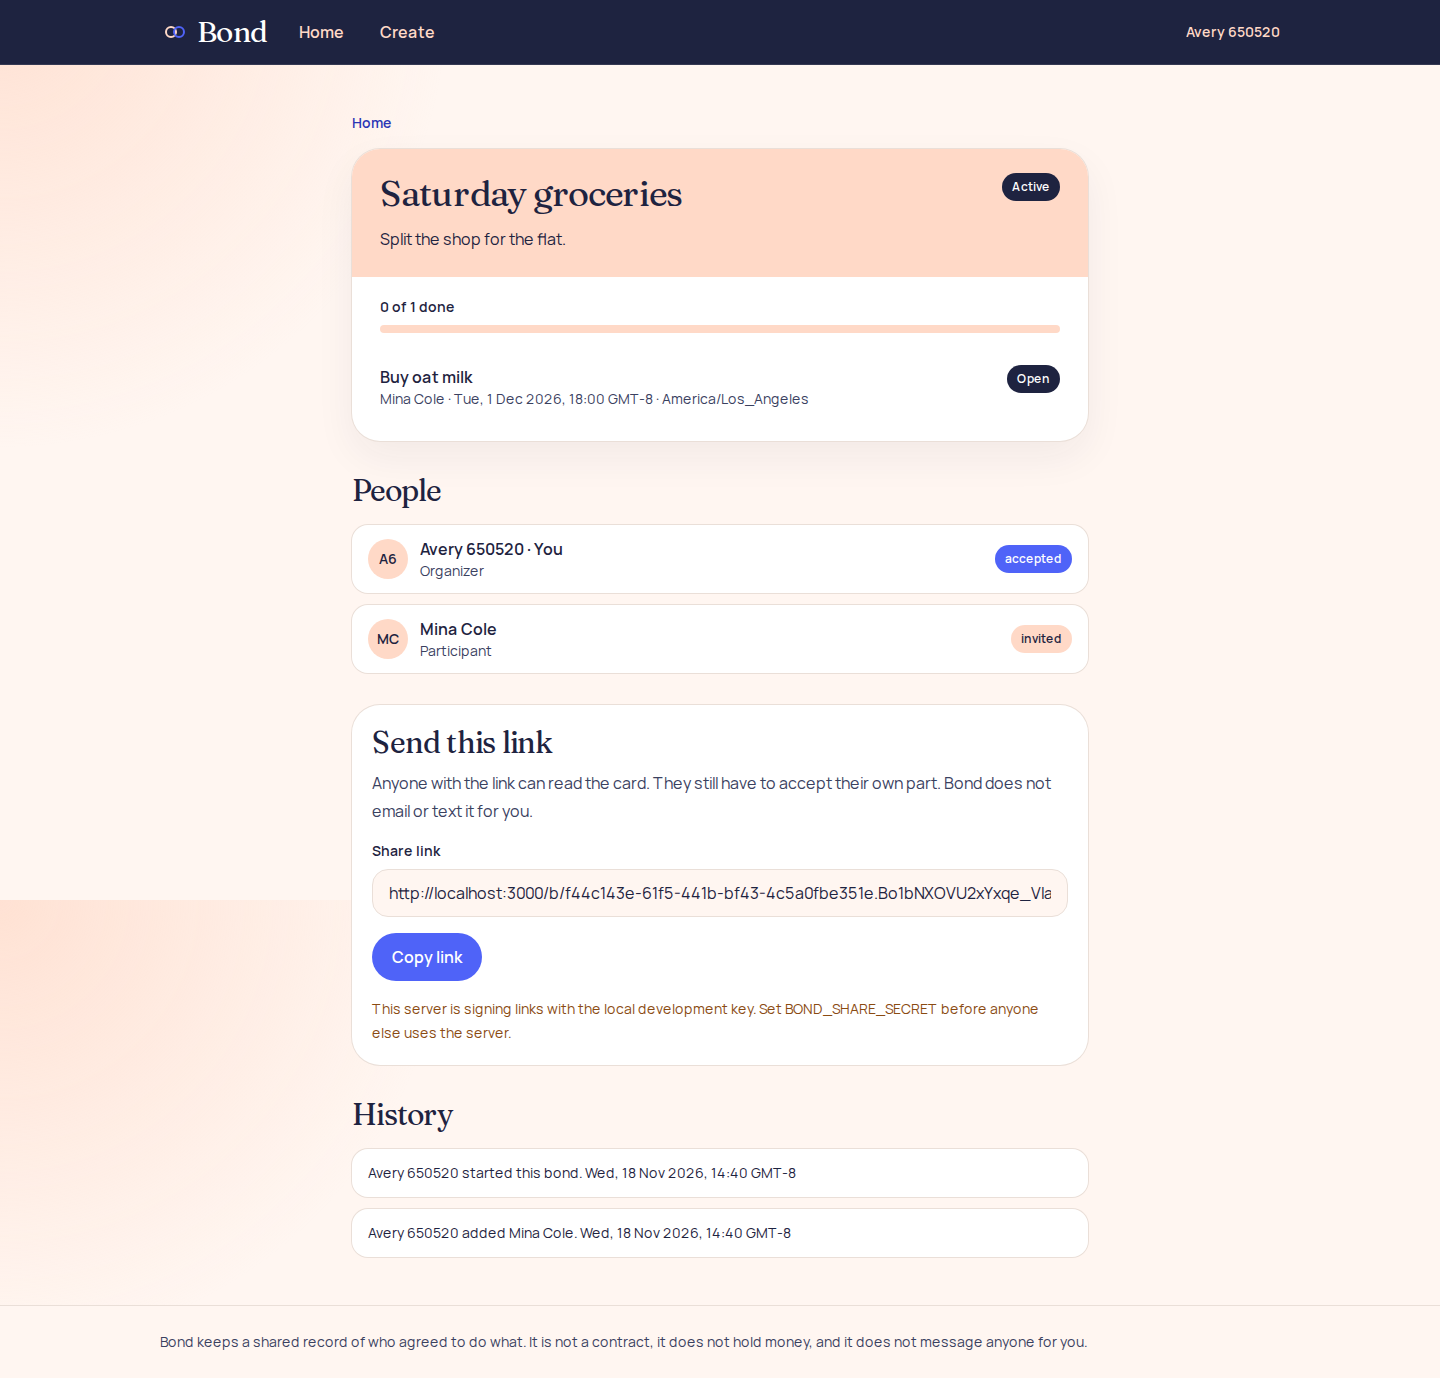 Bond
Home
Create
Avery 650520
Home
Saturday groceries
Active
Split the shop for the flat.
0 of 1 done
Buy oat milk
Open
Mina Cole · Tue, 1 Dec 2026, 18:00 GMT-8 · America/Los_Angeles
People
A6
Avery 650520 · You
Organizer
accepted
MC
Mina Cole
Participant
invited
Send this link
Anyone with the link can read the card. They still have to accept their own part. Bond does not
email or text it for you.
Share link
http://localhost:3000/b/f44c143e-61f5-441b-bf43-4c5a0fbe351e.Bo1bNXOVU2xYxqe_Vla
Copy link
This server is signing links with the local development key. Set BOND_SHARE_SECRET before anyone
else uses the server.
History
Avery 650520 started this bond. Wed, 18 Nov 2026, 14:40 GMT-8
Avery 650520 added Mina Cole. Wed, 18 Nov 2026, 14:40 GMT-8
Bond keeps a shared record of who agreed to do what. It is not a contract, it does not hold money, and it does not message anyone for you.